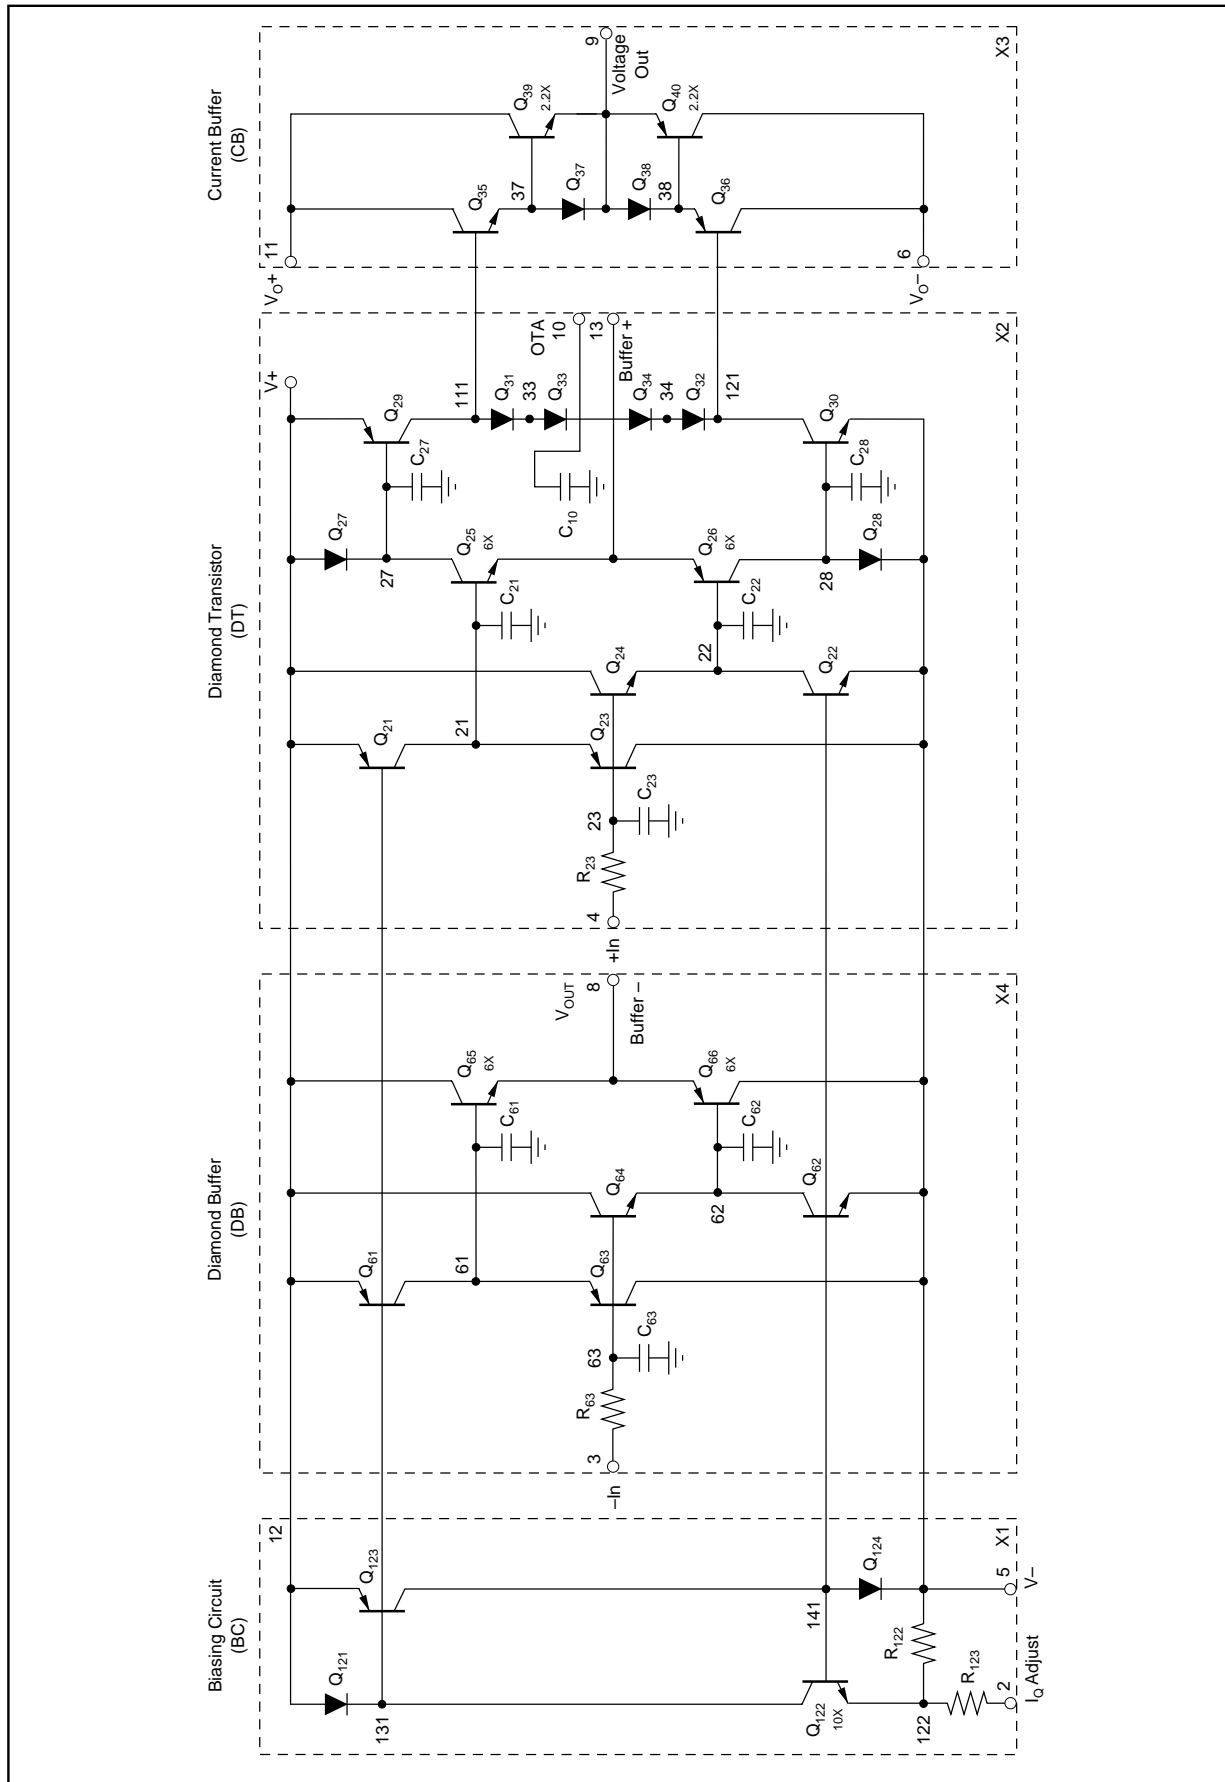 Biasing Circuit
(BC)
12
Q123
Q121
131
141
Q124
Q122
10X
R122
122
R123
2
IQ Adjust
5
V–
X1
Diamond Buffer
(DB)
Q61
61
Q63
Q64
Q65
6X
C61
63
C63
R63
3
–In
VOUT
8
Buffer –
Q66
6X
C62
62
Q62
X4
Diamond Transistor
(DT)
V+
Q21
21
Q23
Q24
Q27
27
Q25
6X
C21
C27
Q29
111
Q31
33
Q33
OTA
10
C10
13
Buffer +
23
C23
R23
4
+In
22
Q22
C22
Q26
6X
28
Q28
C28
Q30
121
Q32
34
Q34
X2
Current Buffer
(CB)
11
VO+
Q35
37
Q37
Q39
2.2X
9
Voltage
Out
Q38
38
Q36
Q40
2.2X
6
VO–
X3